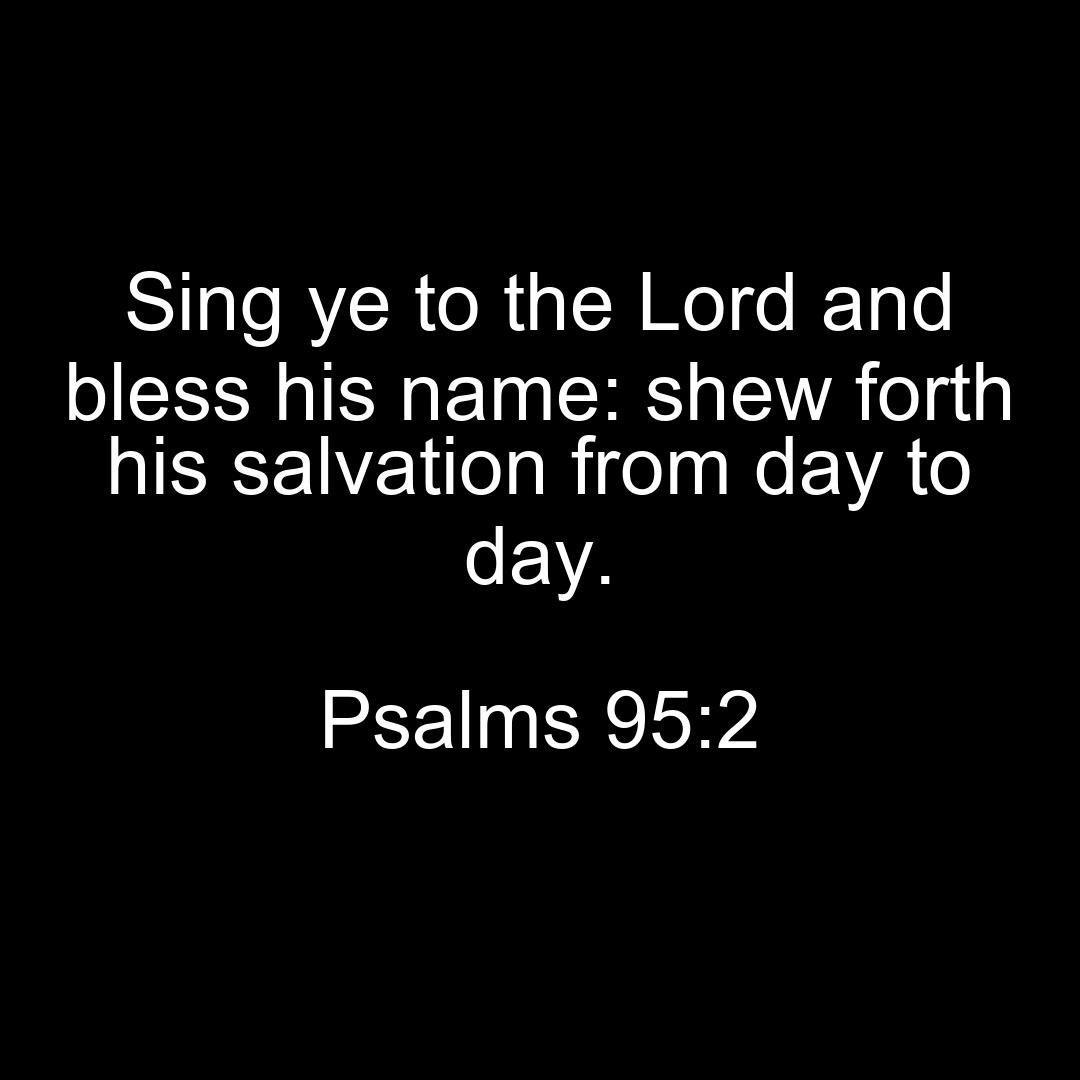 Sing ye to the Lord and
bless his name: shew forth
his salvation from day to
day.
Psalms 95:2